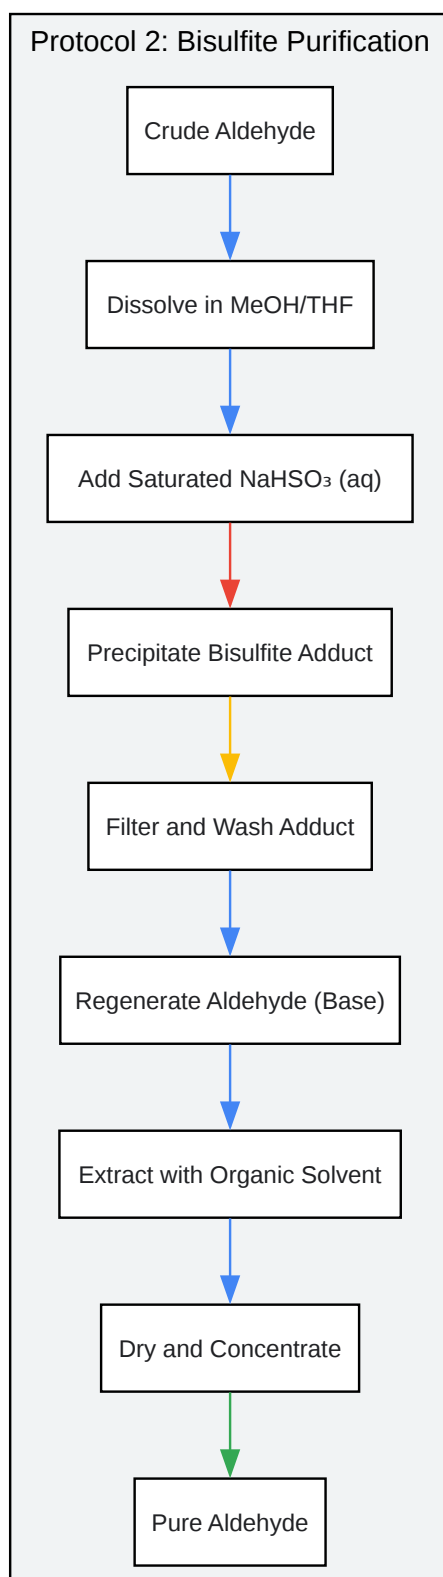 Protocol 2: Bisulfite Purification
Crude Aldehyde
Dissolve in MeOH/THF
Add Saturated NaHSO₃ (aq)
Precipitate Bisulfite Adduct
Filter and Wash Adduct
Regenerate Aldehyde (Base)
Extract with Organic Solvent
Dry and Concentrate
Pure Aldehyde